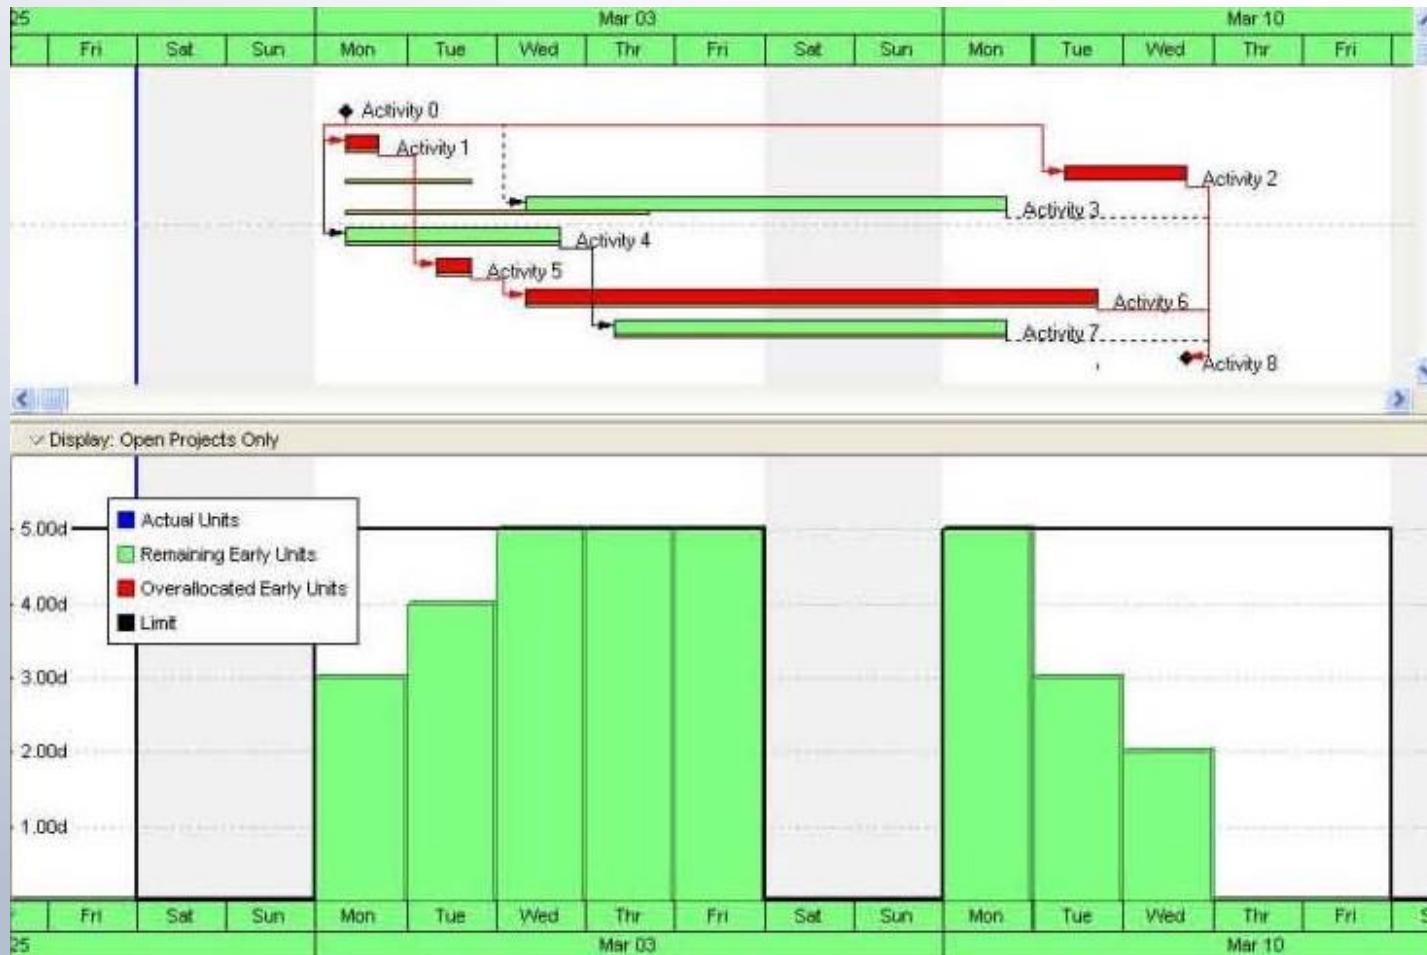 25 Mar 03 Mar 10
Fri Sat Sun Mon Tue Wed Thr Fri Sat Sun Mon Tue Wed Thr Fri
Activity 0
Activity 1
Activity 2
Activity 3
Activity 4
Activity 5
Activity 6
Activity 7
Activity 8
Display: Open Projects Only
Actual Units
5.00d
Remaining Early Units
Overallocated Early Units
4.00d
Limit
3.00d
2.00d
1.00d
Fri Sat Sun Mon Tue Wed Thr Fri Sat Sun Mon Tue Wed Thr Fri S
25 Mar 03 Mar 10